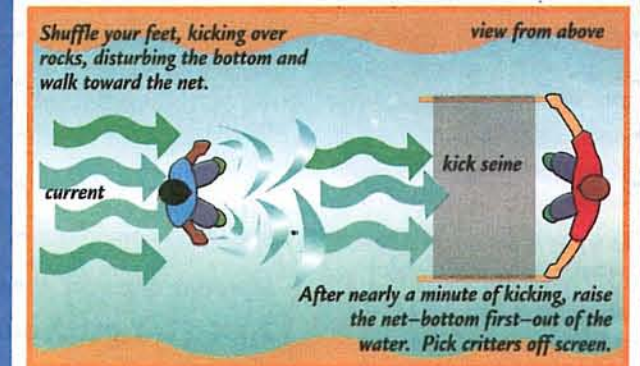 Shuffle your feet, kicking over
rocks, disturbing the bottom and
walk toward the net.
view from above
current
kick seine
After nearly a minute of kicking, raise
the net—bottom first—out of the
water. Pick critters off screen.